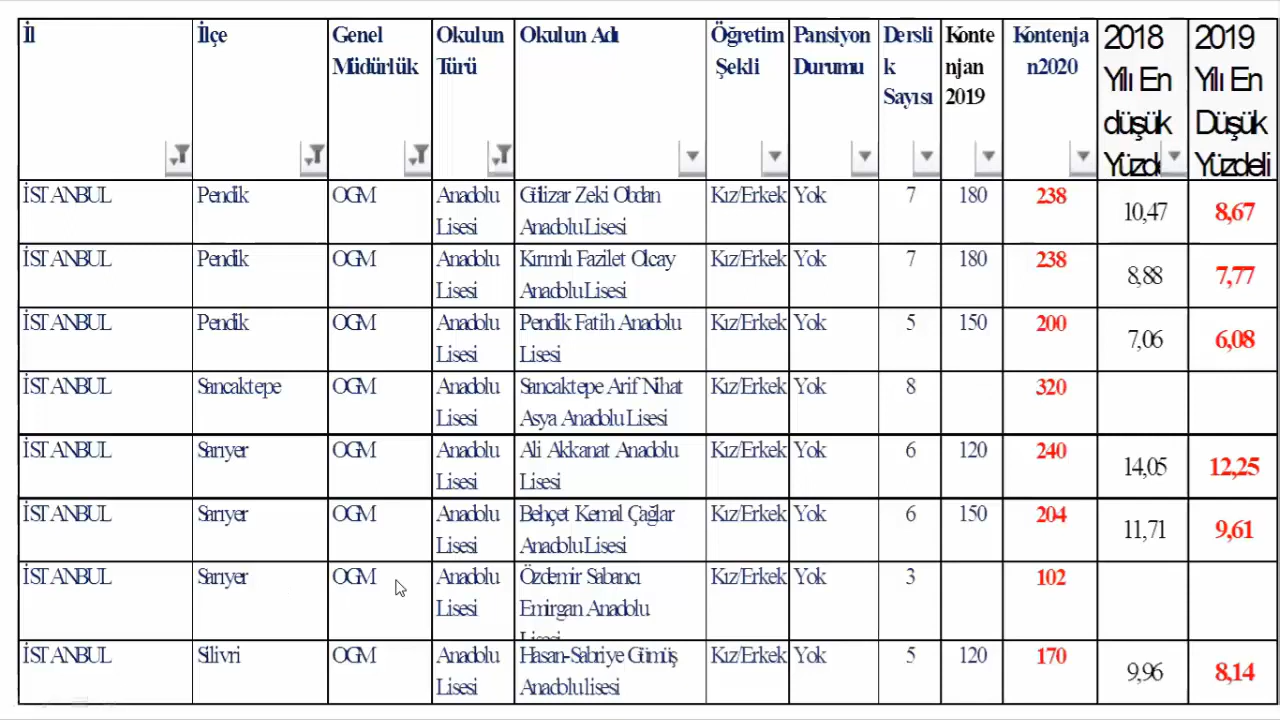 İl İlçe Genel Müdürlük Okulun Türü Okulun Adı Öğretim Şekli Pansiyon Durumu Derslik Sayısı Kontenjan 2019 Kontenjan2020 2018 Yılı En düşük Yüzde 2019 Yılı En Düşük Yüzdeli
İSTANBUL Pendik OGM Anadolu Lisesi Gülizar Zeki Obdan Anadolu Lisesi Kız/Erkek Yok 7 180 238 10,47 8,67
İSTANBUL Pendik OGM Anadolu Lisesi Kırımlı Fazilet Olcay Anadolu Lisesi Kız/Erkek Yok 7 180 238 8,88 7,77
İSTANBUL Pendik OGM Anadolu Lisesi Pendik Fatih Anadolu Lisesi Kız/Erkek Yok 5 150 200 7,06 6,08
İSTANBUL Sancaktepe OGM Anadolu Lisesi Sancaktepe Arif Nihat Asya Anadolu Lisesi Kız/Erkek Yok 8 320
İSTANBUL Sarıyer OGM Anadolu Lisesi Ali Akkanat Anadolu Lisesi Kız/Erkek Yok 6 120 240 14,05 12,25
İSTANBUL Sarıyer OGM Anadolu Lisesi Behçet Kemal Çağlar Anadolu Lisesi Kız/Erkek Yok 6 150 204 11,71 9,61
İSTANBUL Sarıyer OGM Anadolu Lisesi Özdemir Sabancı Emirgan Anadolu Lisesi Kız/Erkek Yok 3 102
İSTANBUL Silivri OGM Anadolu Lisesi Hasan-Sabriye Gümüş Anadolu lisesi Kız/Erkek Yok 5 120 170 9,96 8,14